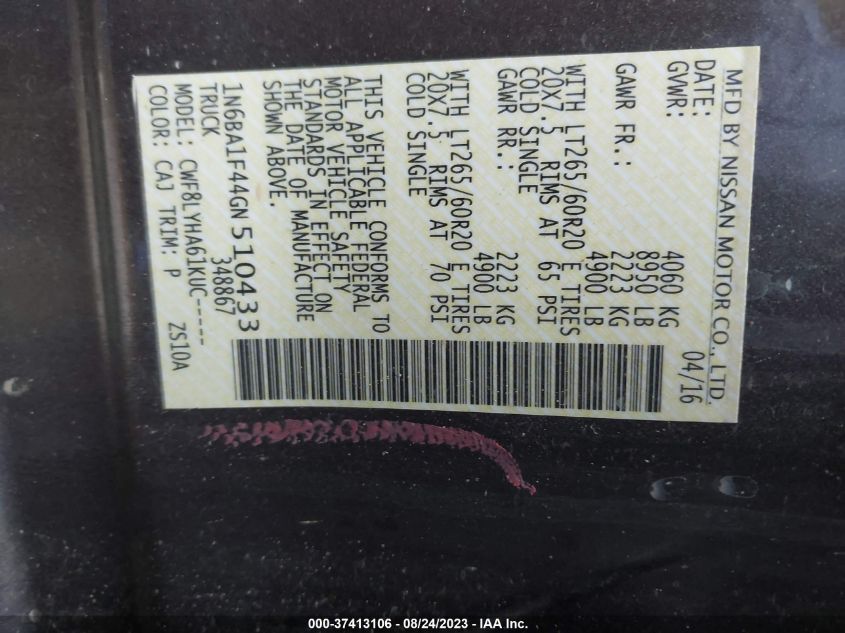 MFD BY NISSAN MOTOR CO., LTD.
DATE: 04/16
GVWR: 4060 KG
8950 LB
GAWR FR.: 2223 KG
4900 LB
WITH LT265/60R20 E TIRES
20X7.5 RIMS AT 65 PSI
COLD SINGLE
GAWR RR.: 2223 KG
4900 LB
WITH LT265/60R20 E TIRES
20X7.5 RIMS AT 70 PSI
COLD SINGLE
THIS VEHICLE CONFORMS TO
ALL APPLICABLE FEDERAL
MOTOR VEHICLE SAFETY
STANDARDS IN EFFECT ON
THE DATE OF MANUFACTURE
SHOWN ABOVE.
1N6BA1F44GN510433
TRUCK 348867
MODEL: CWF8LYHA61KUC-----
COLOR: CAJ TRIM: P ZS10A
000-37413106 - 08/24/2023 - IAA Inc.